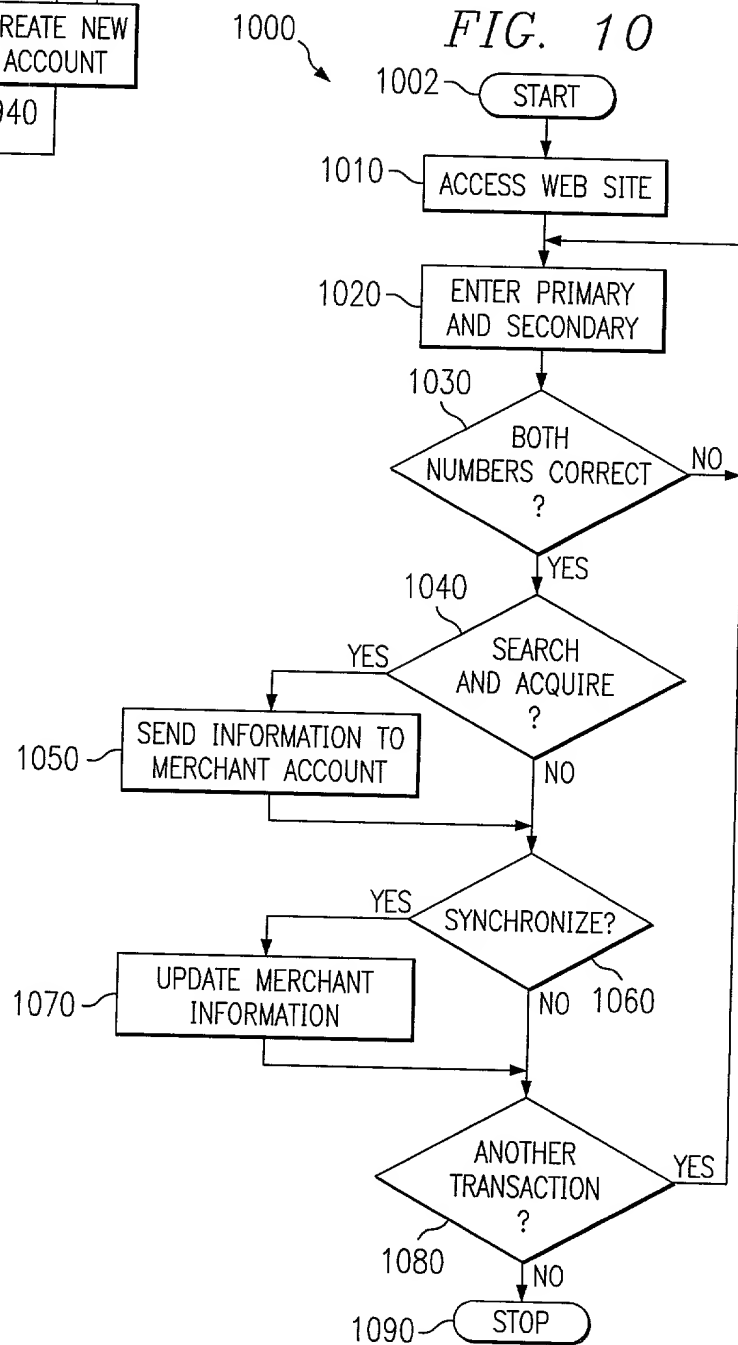 REATE NEW
ACCOUNT
940
1000
FIG. 10
1002
START
1010
ACCESS WEB SITE
1020
ENTER PRIMARY
AND SECONDARY
1030
BOTH
NUMBERS CORRECT
?
NO
YES
1040
SEARCH
AND ACQUIRE
?
YES
NO
1050
SEND INFORMATION TO
MERCHANT ACCOUNT
SYNCHRONIZE?
YES
NO
1060
1070
UPDATE MERCHANT
INFORMATION
ANOTHER
TRANSACTION
?
YES
1080
NO
1090
STOP